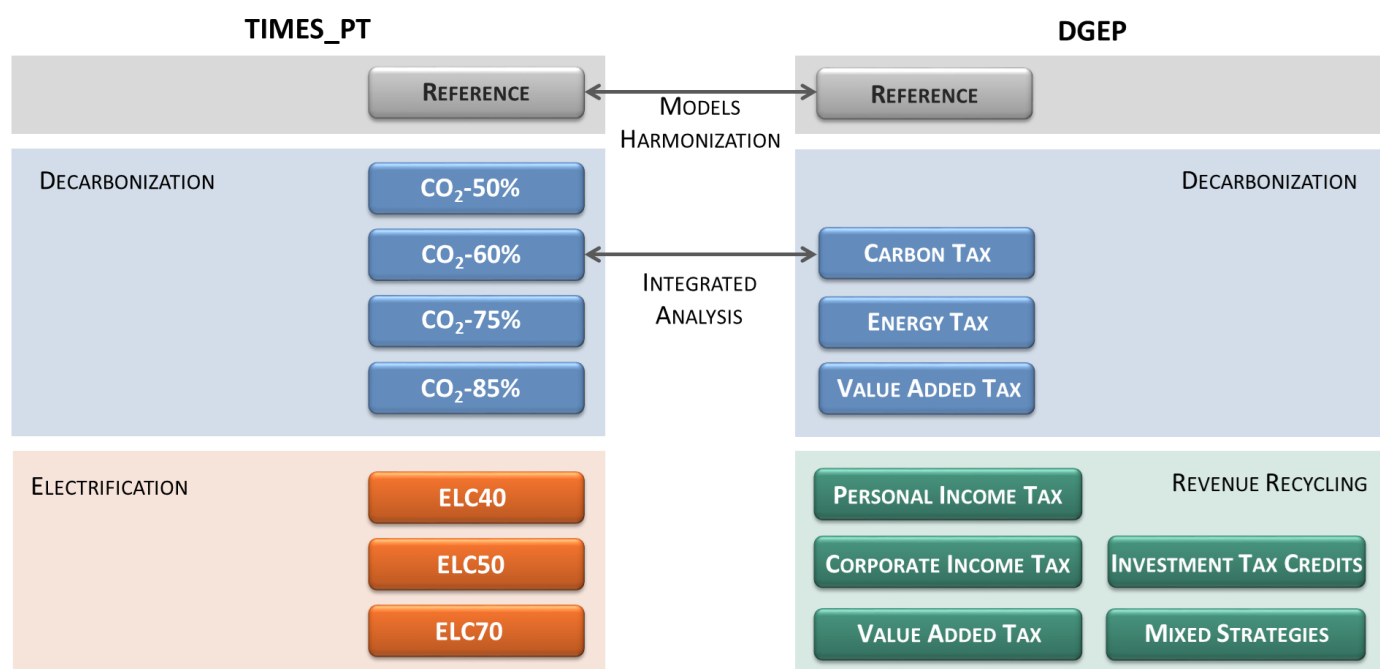 TIMES_PT
DGEP
REFERENCE
REFERENCE
MODELS
HARMONIZATION
DECARBONIZATION
CO₂-50%
CO₂-60%
CO₂-75%
CO₂-85%
DECARBONIZATION
CARBON TAX
ENERGY TAX
VALUE ADDED TAX
INTEGRATED
ANALYSIS
ELECTRIFICATION
ELC40
ELC50
ELC70
REVENUE RECYCLING
PERSONAL INCOME TAX
CORPORATE INCOME TAX
INVESTMENT TAX CREDITS
VALUE ADDED TAX
MIXED STRATEGIES